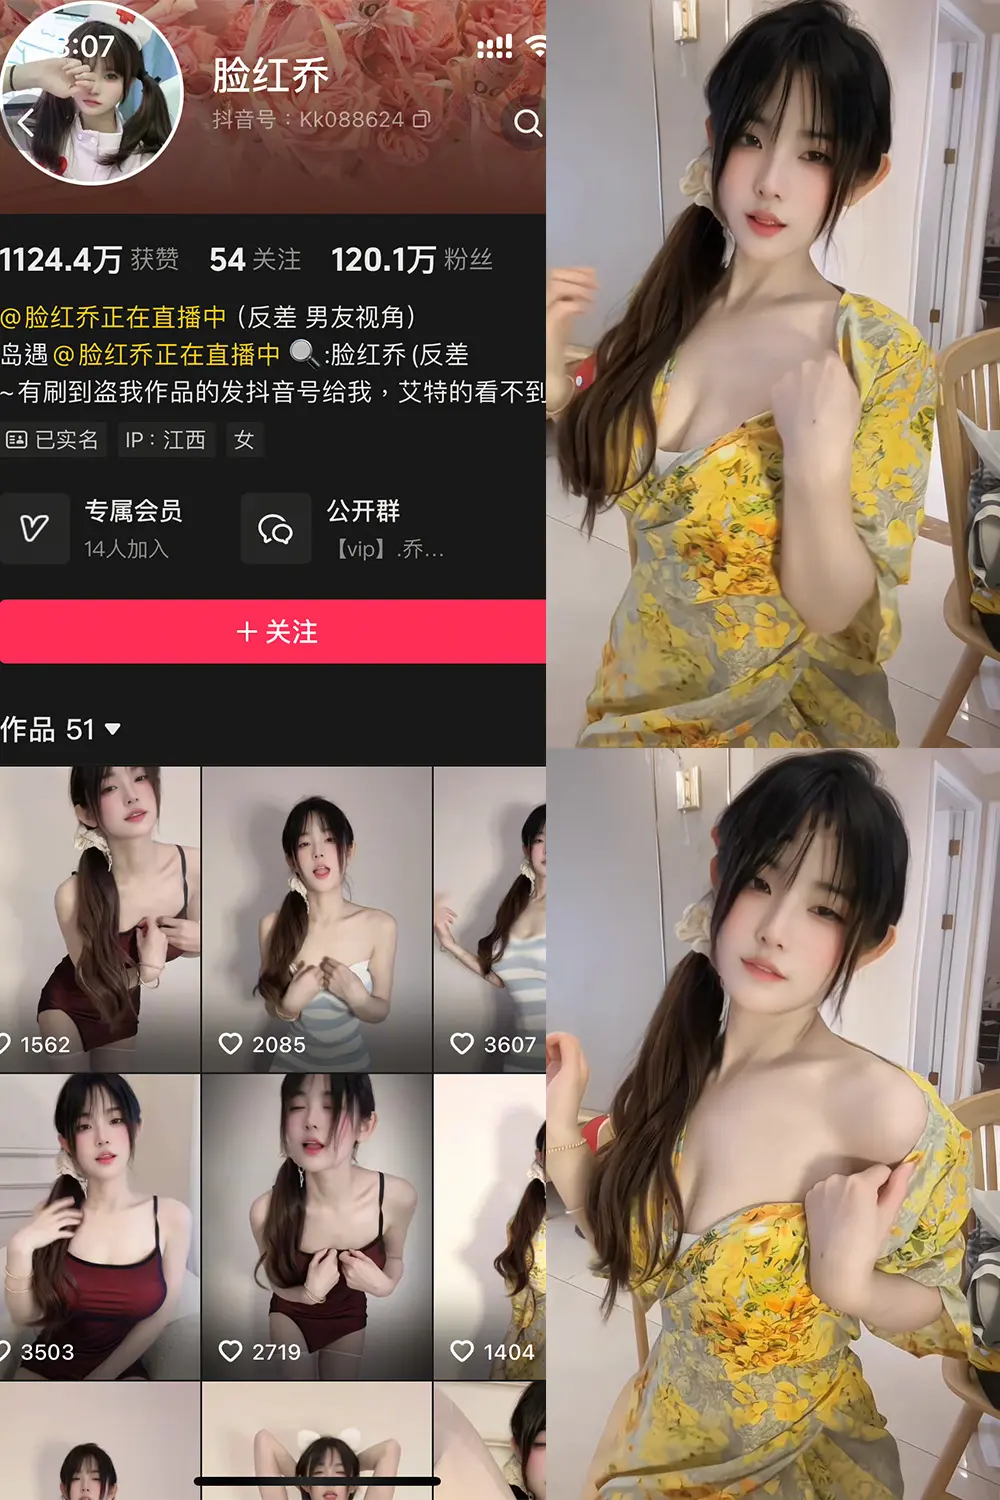 3:07
脸红乔
抖音号：Kk088624
1124.4万 获赞 54 关注 120.1万 粉丝
@脸红乔正在直播中（反差 男友视角）
岛遇@脸红乔正在直播中🔍:脸红乔 (反差
~有刷到盗我作品的发抖音号给我，艾特的看不到
已实名 IP：江西 女
专属会员 公开群
14人加入 【vip】.乔...
+ 关注
作品 51
1562 2085 3607
3503 2719 1404